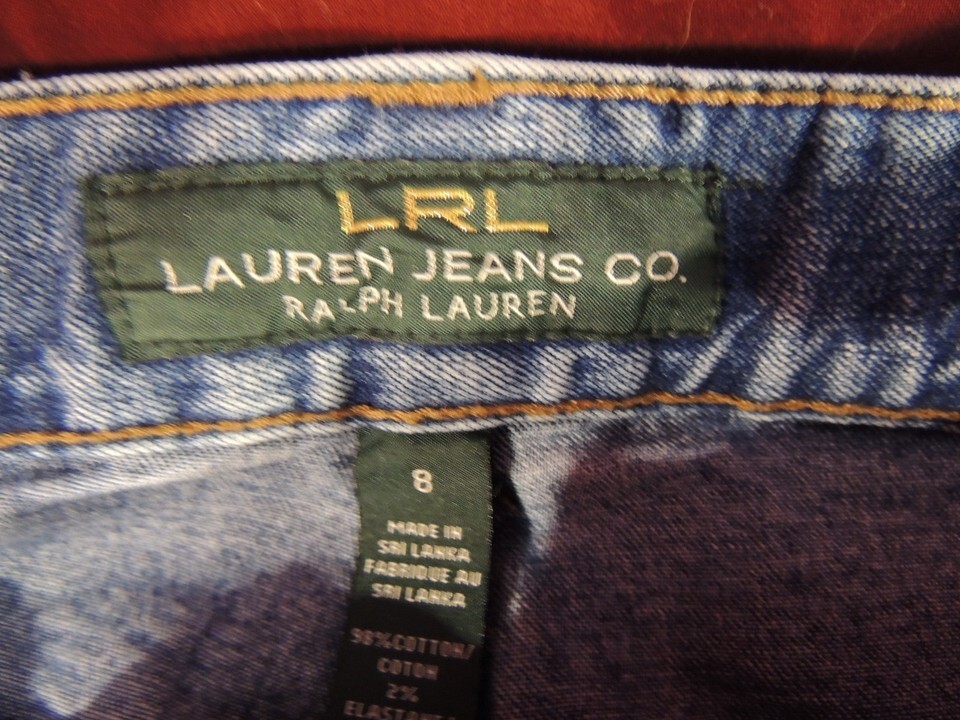 LRL
LAUREN JEANS CO.
RALPH LAUREN
8
MADE IN
SRI LANKA
FABRIQUE AU
SRI LANKA
98%COTTON/
COTON
2%
ELASTANE/